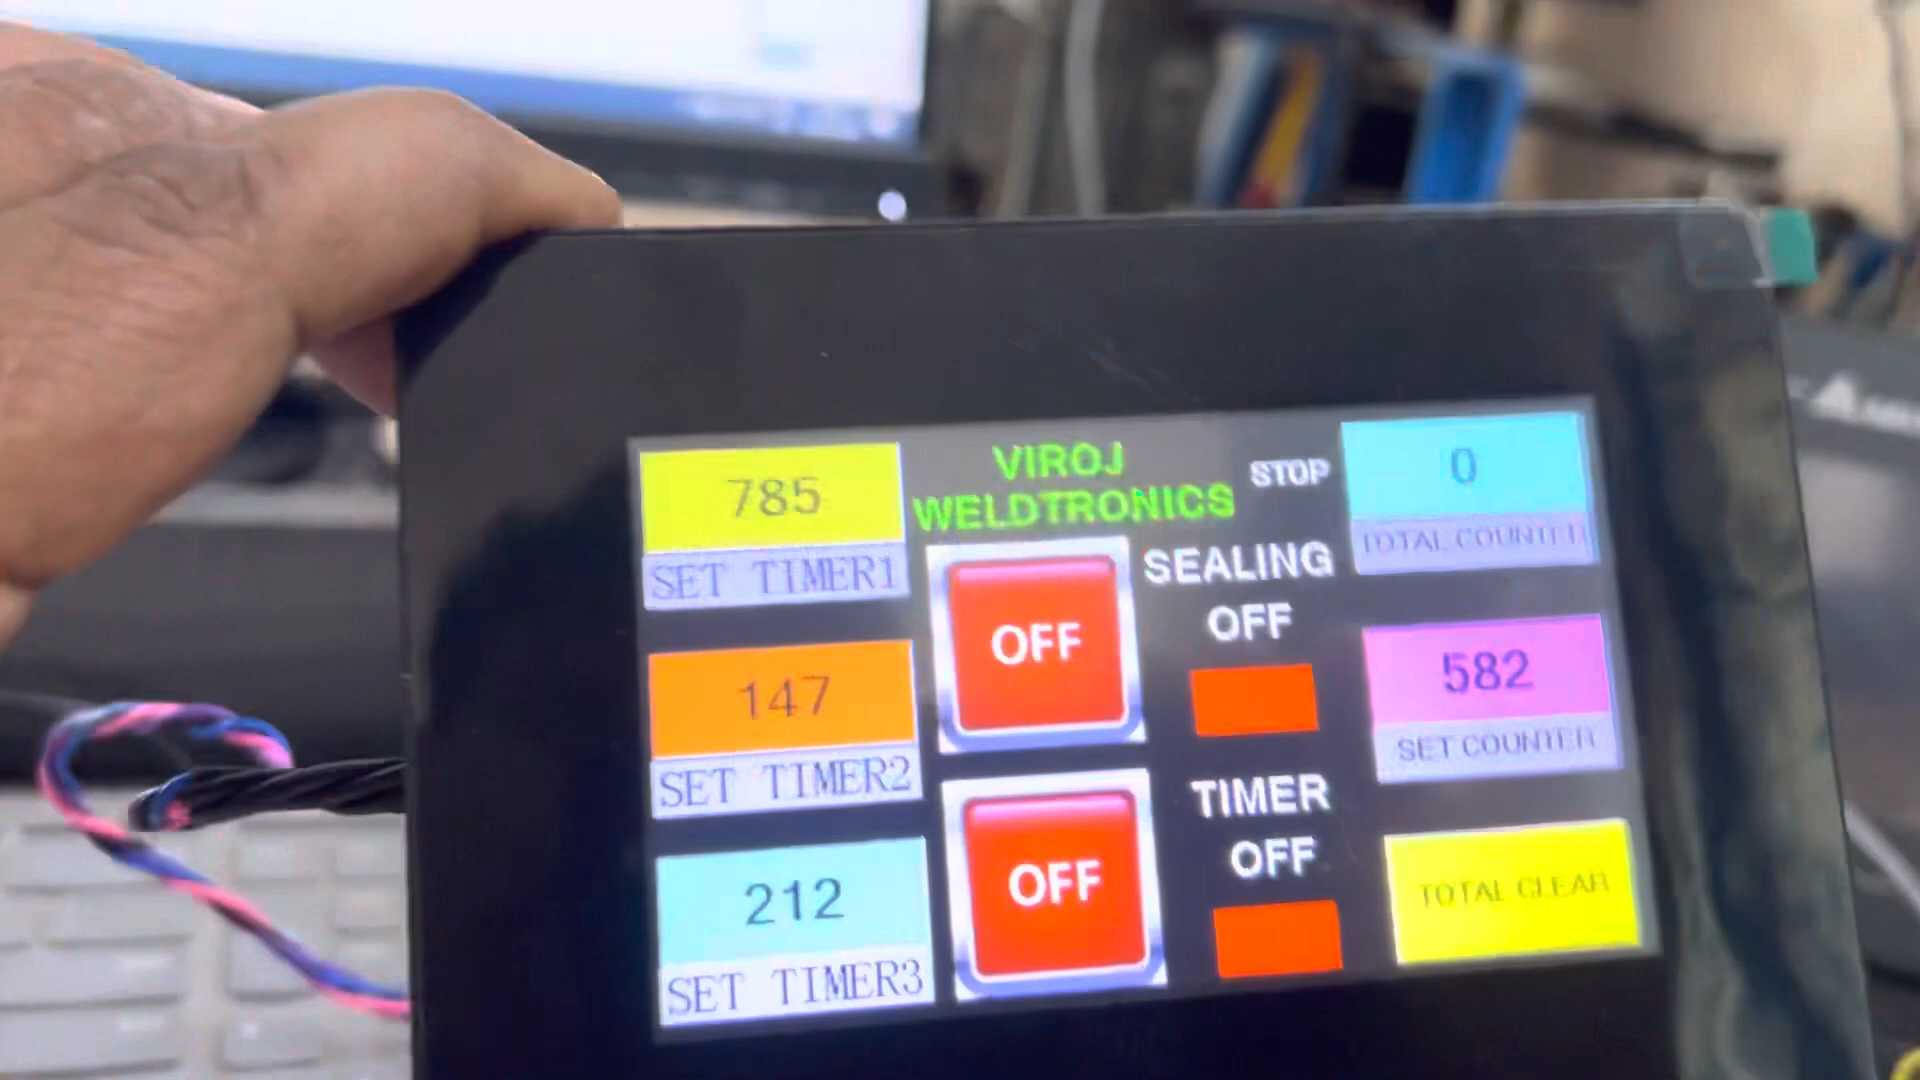 785
SET TIMER1
147
SET TIMER2
212
SET TIMER3
VIROJ
WELDTRONICS
OFF
OFF
STOP
SEALING
OFF
TIMER
OFF
0
TOTAL COUNTER
582
SET COUNTER
TOTAL CLEAR